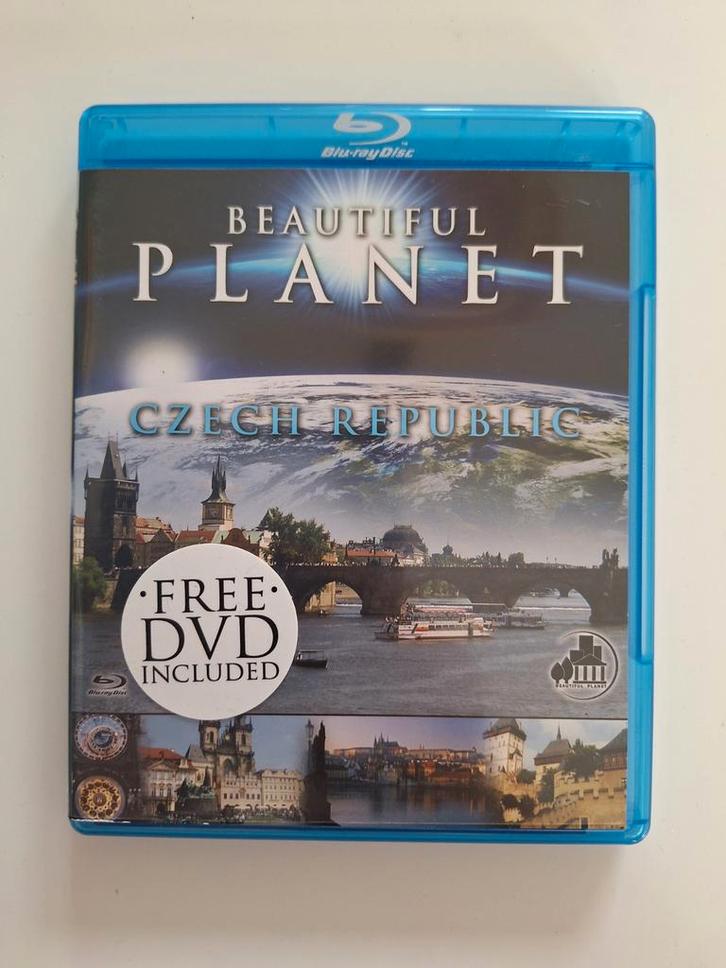 Blu-ray Disc
BEAUTIFUL
PLANET
CZECH REPUBLIC
·FREE·
DVD
INCLUDED
Blu-ray Disc
BEAUTIFUL PLANET